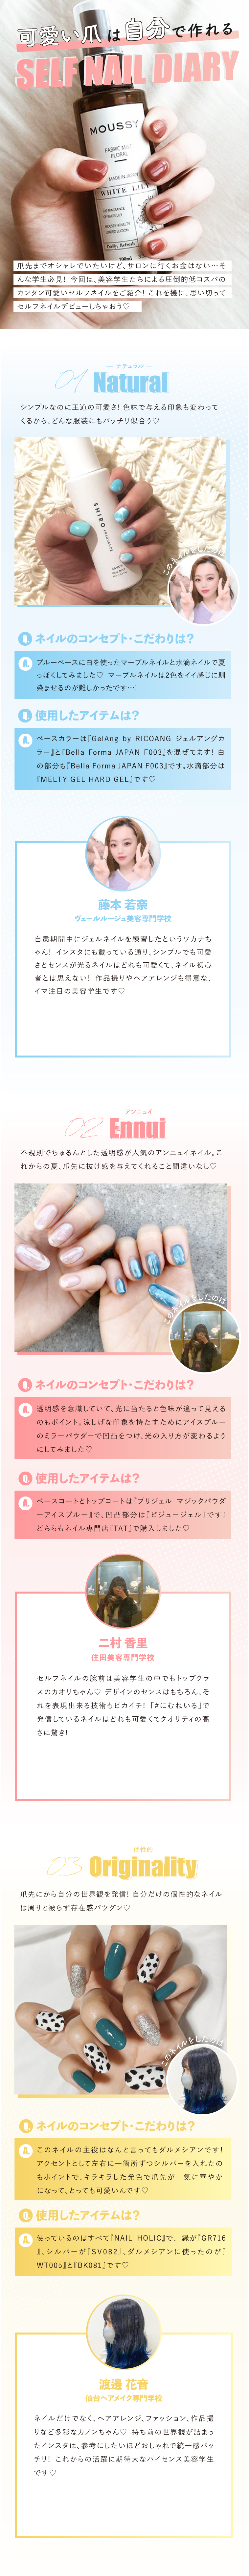 可愛い爪は自分で作れる
SELF NAIL DIARY
MOUSSY
FABRIC MIST
FLORAL
MADE IN JAPAN
WHITE LILY
爪先までオシャレでいたいけど、サロンに行くお金はない…そ
んな学生必見! 今回は、美容学生たちによる圧倒的低コスパの
カンタン可愛いセルフネイルをご紹介! これを機に、思い切って
セルフネイルデビューしちゃおう♡
ナチュラル
01 Natural
シンプルなのに王道の可愛さ! 色味で与える印象も変わって
くるから、どんな服装にもバッチリ似合う♡
SHIRO
このネイルをしたのは
Q ネイルのコンセプト・こだわりは?
A. ブルーベースに白を使ったマーブルネイルと水滴ネイルで夏
っぽくしてみました♡ マーブルネイルは2色をイイ感じに馴
染ませるのが難しかったです…!
Q 使用したアイテムは?
A. ベースカラーは『GelAng by RICOANG ジェルアングカ
ラー』と『Bella Forma JAPAN F003』を混ぜてます! 白
の部分も『Bella Forma JAPAN F003』です。水滴部分は
『MELTY GEL HARD GEL』です♡
藤本 若奈
ヴェールルージュ美容専門学校
自粛期間中にジェルネイルを練習したというワカナち
ゃん! インスタにも載っている通り、シンプルでも可愛
さとセンスが光るネイルはどれも可愛くて、ネイル初心
者とは思えない! 作品撮りやヘアアレンジも得意な、
イマ注目の美容学生です♡
アンニュイ
02 Ennui
不規則でちゅるんとした透明感が人気のアンニュイネイル。こ
れからの夏、爪先に抜け感を与えてくれること間違いなし♡
このネイルをしたのは
Q ネイルのコンセプト・こだわりは?
A. 透明感を意識していて、光に当たると色味が違って見える
のもポイント。涼しげな印象を持たすためにアイスブルー
のミラーパウダーで凹凸をつけ、光の入り方が変わるよう
にしてみました♡
Q 使用したアイテムは?
A. ベースコートとトップコートは『プリジェル マジックパウダ
ーアイスブルー』で、凹凸部分は『ビジュージェル』です!
どちらもネイル専門店『TAT』で購入しました♡
二村 香里
住田美容専門学校
セルフネイルの腕前は美容学生の中でもトップクラ
スのカオリちゃん♡ デザインのセンスはもちろん、そ
れを表現出来る技術もピカイチ! 「#にむねいる」で
発信しているネイルはどれも可愛くてクオリティの高
さに驚き!
個性的
03 Originality
爪先にから自分の世界観を発信! 自分だけの個性的なネイル
は周りと被らず存在感バツグン♡
このネイルをしたのは
Q ネイルのコンセプト・こだわりは?
A. このネイルの主役はなんと言ってもダルメシアンです!
アクセントとして左右に一箇所ずつシルバーを入れたの
もポイントで、キラキラした発色で爪先が一気に華やか
になって、とっても可愛いんです♡
Q 使用したアイテムは?
A. 使っているのはすべて『NAIL HOLIC』で、 緑が『GR716
』、シルバーが『SV082』、ダルメシアンに使ったのが『
WT005』と『BK081』です♡
渡邉 花音
仙台ヘアメイク専門学校
ネイルだけでなく、ヘアアレンジ、ファッション、作品撮
りなど多彩なカノンちゃん♡ 持ち前の世界観が詰まっ
たインスタは、参考にしたいほどおしゃれで統一感バッ
チリ! これからの活躍に期待大なハイセンス美容学生
です♡